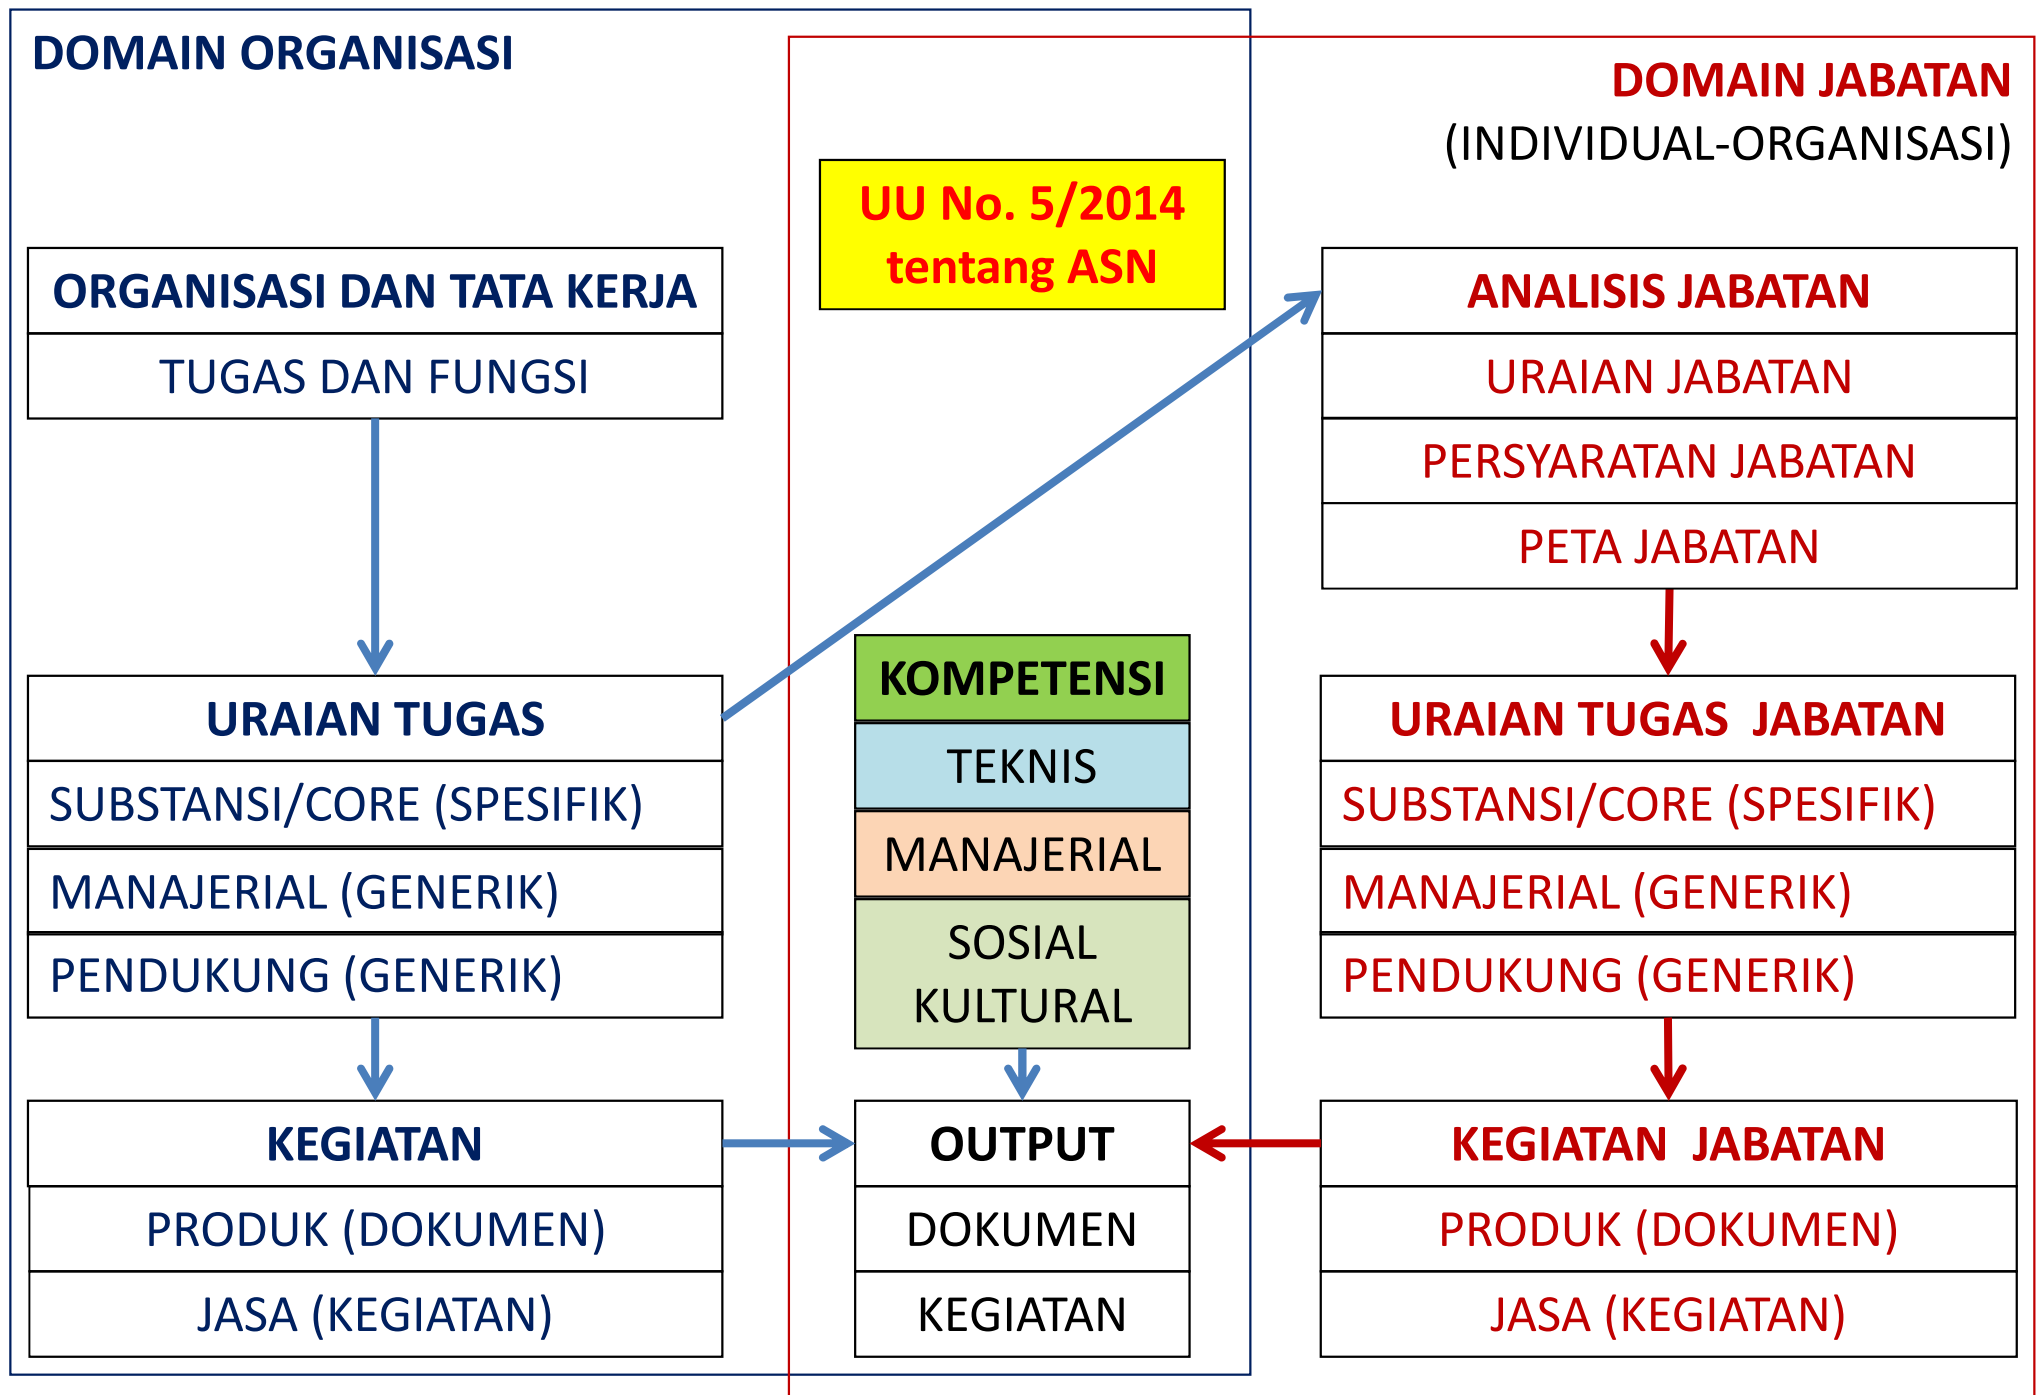 DOMAIN ORGANISASI
DOMAIN JABATAN
(INDIVIDUAL-ORGANISASI)
UU No. 5/2014
tentang ASN
ORGANISASI DAN TATA KERJA
TUGAS DAN FUNGSI
ANALISIS JABATAN
URAIAN JABATAN
PERSYARATAN JABATAN
PETA JABATAN
URAIAN TUGAS
SUBSTANSI/CORE (SPESIFIK)
MANAJERIAL (GENERIK)
PENDUKUNG (GENERIK)
KOMPETENSI
TEKNIS
MANAJERIAL
SOSIAL
KULTURAL
URAIAN TUGAS  JABATAN
SUBSTANSI/CORE (SPESIFIK)
MANAJERIAL (GENERIK)
PENDUKUNG (GENERIK)
KEGIATAN
PRODUK (DOKUMEN)
JASA (KEGIATAN)
OUTPUT
DOKUMEN
KEGIATAN
KEGIATAN  JABATAN
PRODUK (DOKUMEN)
JASA (KEGIATAN)